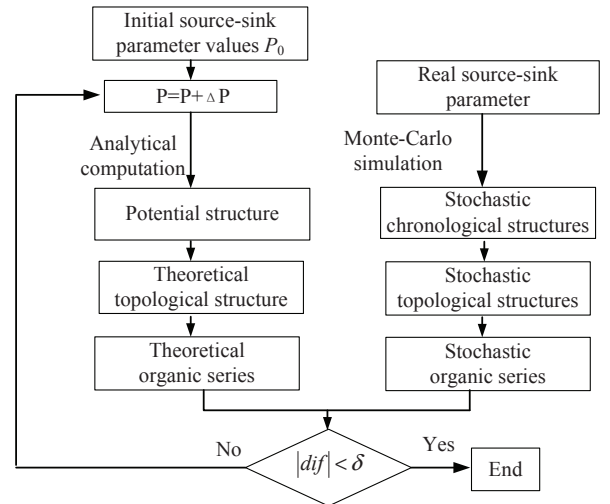 Initial source-sink
parameter values P₀
P=P+ΔP
Analytical
computation
Potential structure
Theoretical
topological structure
Theoretical
organic series
Real source-sink
parameter
Monte-Carlo
simulation
Stochastic
chronological structures
Stochastic
topological structures
Stochastic
organic series
No
|dif| < δ
Yes
End